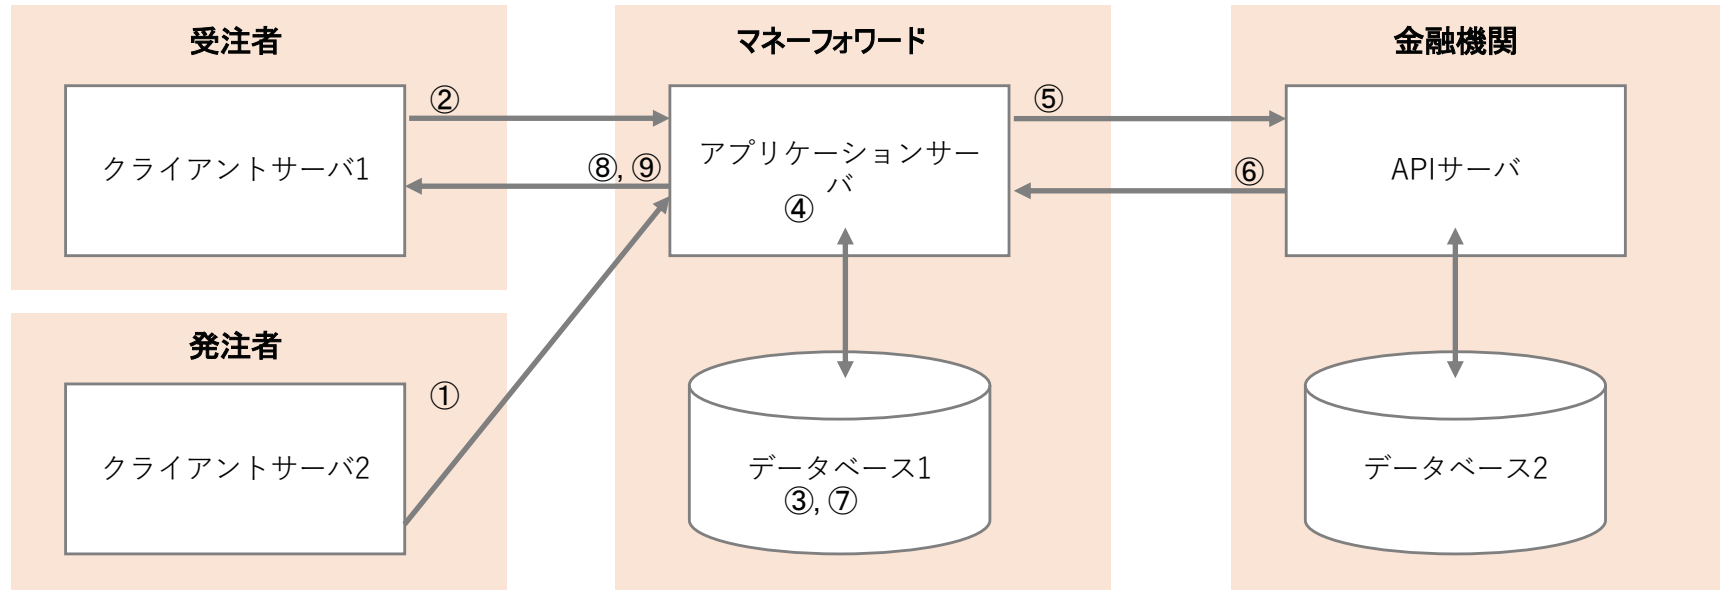 受注者
クライアントサーバ1
②
⑧, ⑨
発注者
クライアントサーバ2
①
マネーフォワード
アプリケーションサー
バ
④
データベース1
③, ⑦
⑤
⑥
金融機関
APIサーバ
データベース2